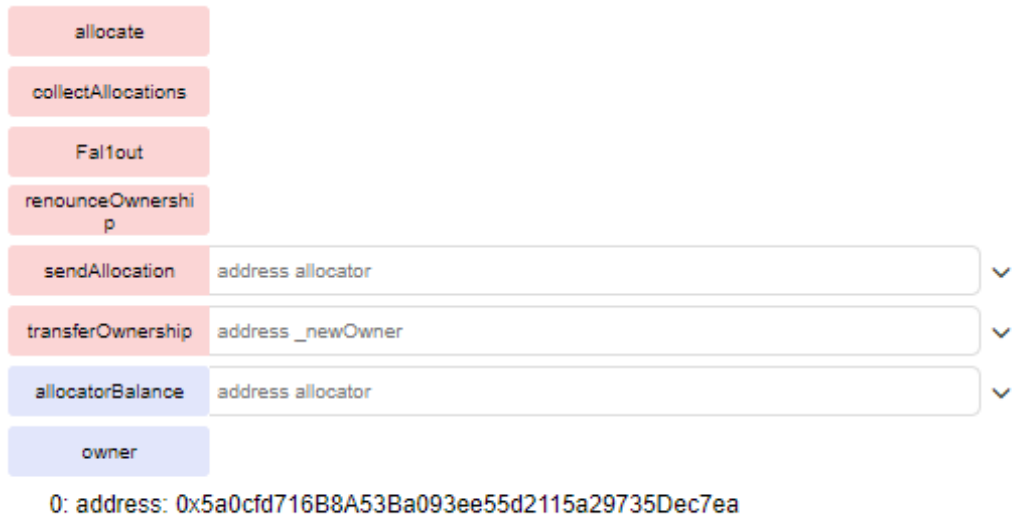 allocate
collectAllocations
Fal1out
renounceOwnershi
p
sendAllocation address allocator
transferOwnership address _newOwner
allocatorBalance address allocator
owner
0: address: 0x5a0cfd716B8A53Ba093ee55d2115a29735Dec7ea